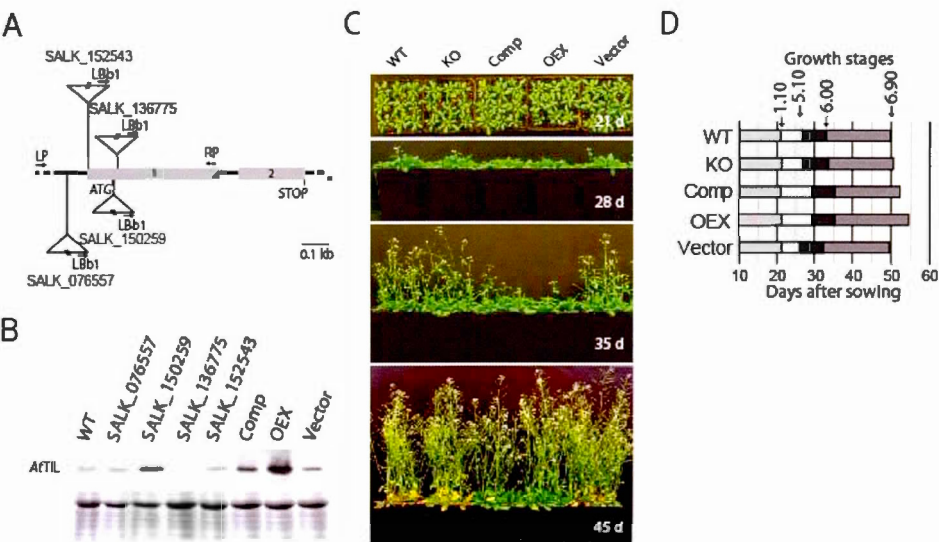 A
SALK_152543
LBb1
SALK_136775
LBb1
LP
RP
1
2
ATG
STOP
LBb1
SALK_150259
LBb1
SALK_076557
0.1 kb
B
WT
SALK_076557
SALK_150259
SALK_136775
SALK_152543
Comp
OEX
Vector
AtTIL
C
WT
KO
Comp
OEX
Vector
21 d
28 d
35 d
45 d
D
Growth stages
1.10
5.10
6.00
6.90
WT
KO
Comp
OEX
Vector
10 20 30 40 50 60
Days after sowing